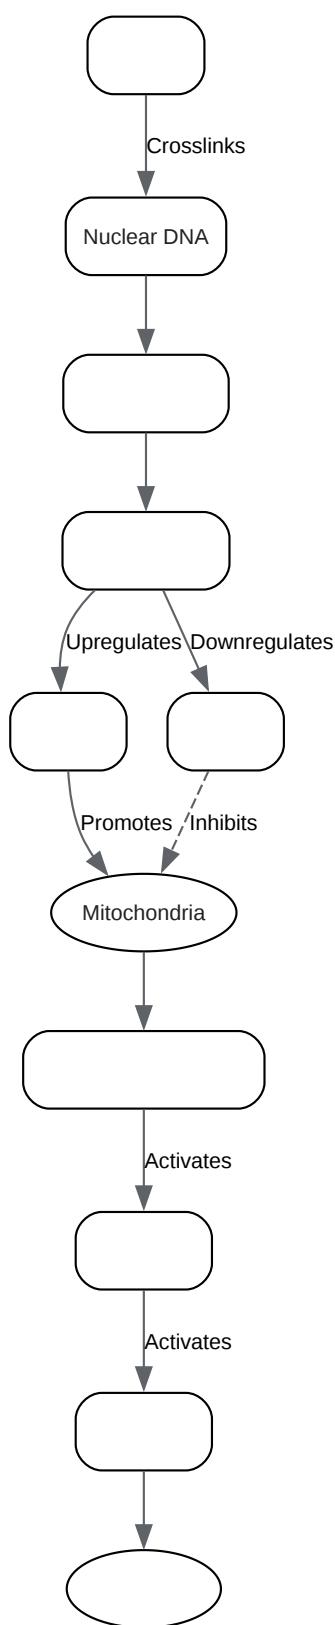 Crosslinks
Nuclear DNA
Upregulates
Downregulates
Promotes
Inhibits
Mitochondria
Activates
Activates